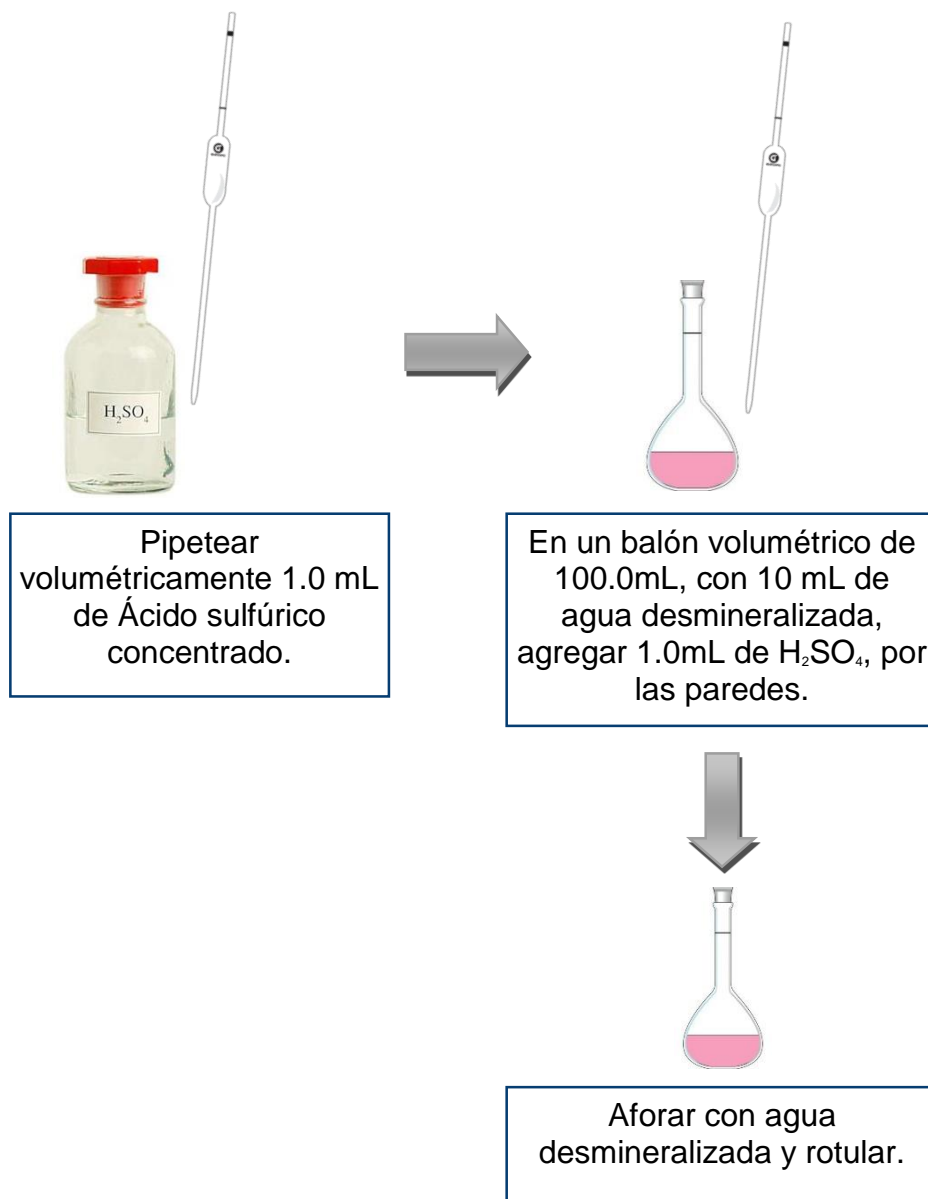 H₂SO₄
Pipetear
volumétricamente 1.0 mL
de Ácido sulfúrico
concentrado.
En un balón volumétrico de
100.0mL, con 10 mL de
agua desmineralizada,
agregar 1.0mL de H₂SO₄, por
las paredes.
Aforar con agua
desmineralizada y rotular.